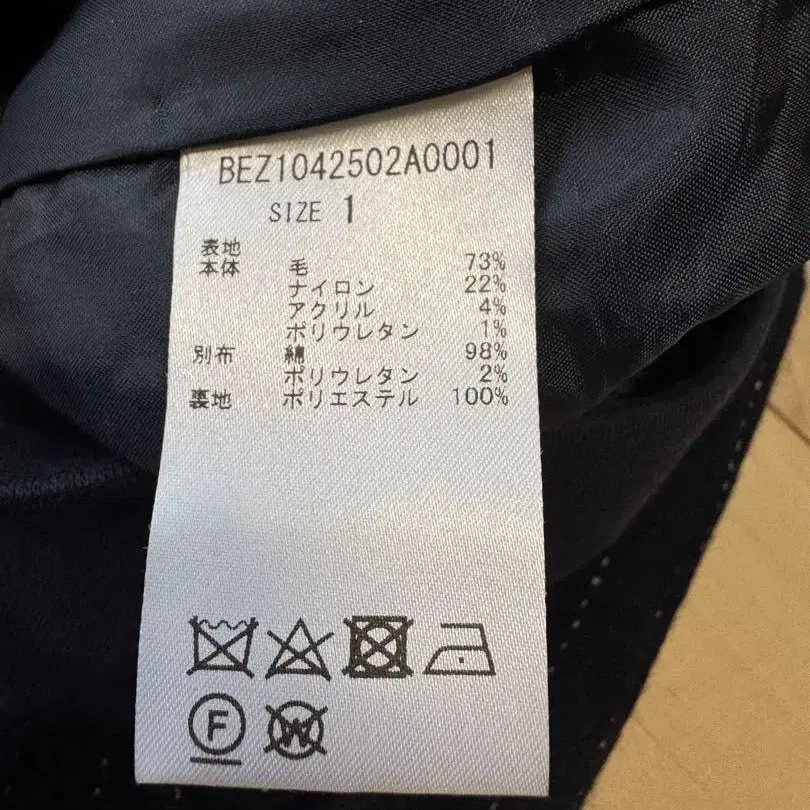 BEZ1042502A0001
SIZE 1
表地
本体 毛 73%
ナイロン 22%
アクリル 4%
ポリウレタン 1%
別布 綿 98%
ポリウレタン 2%
裏地 ポリエステル 100%
F W